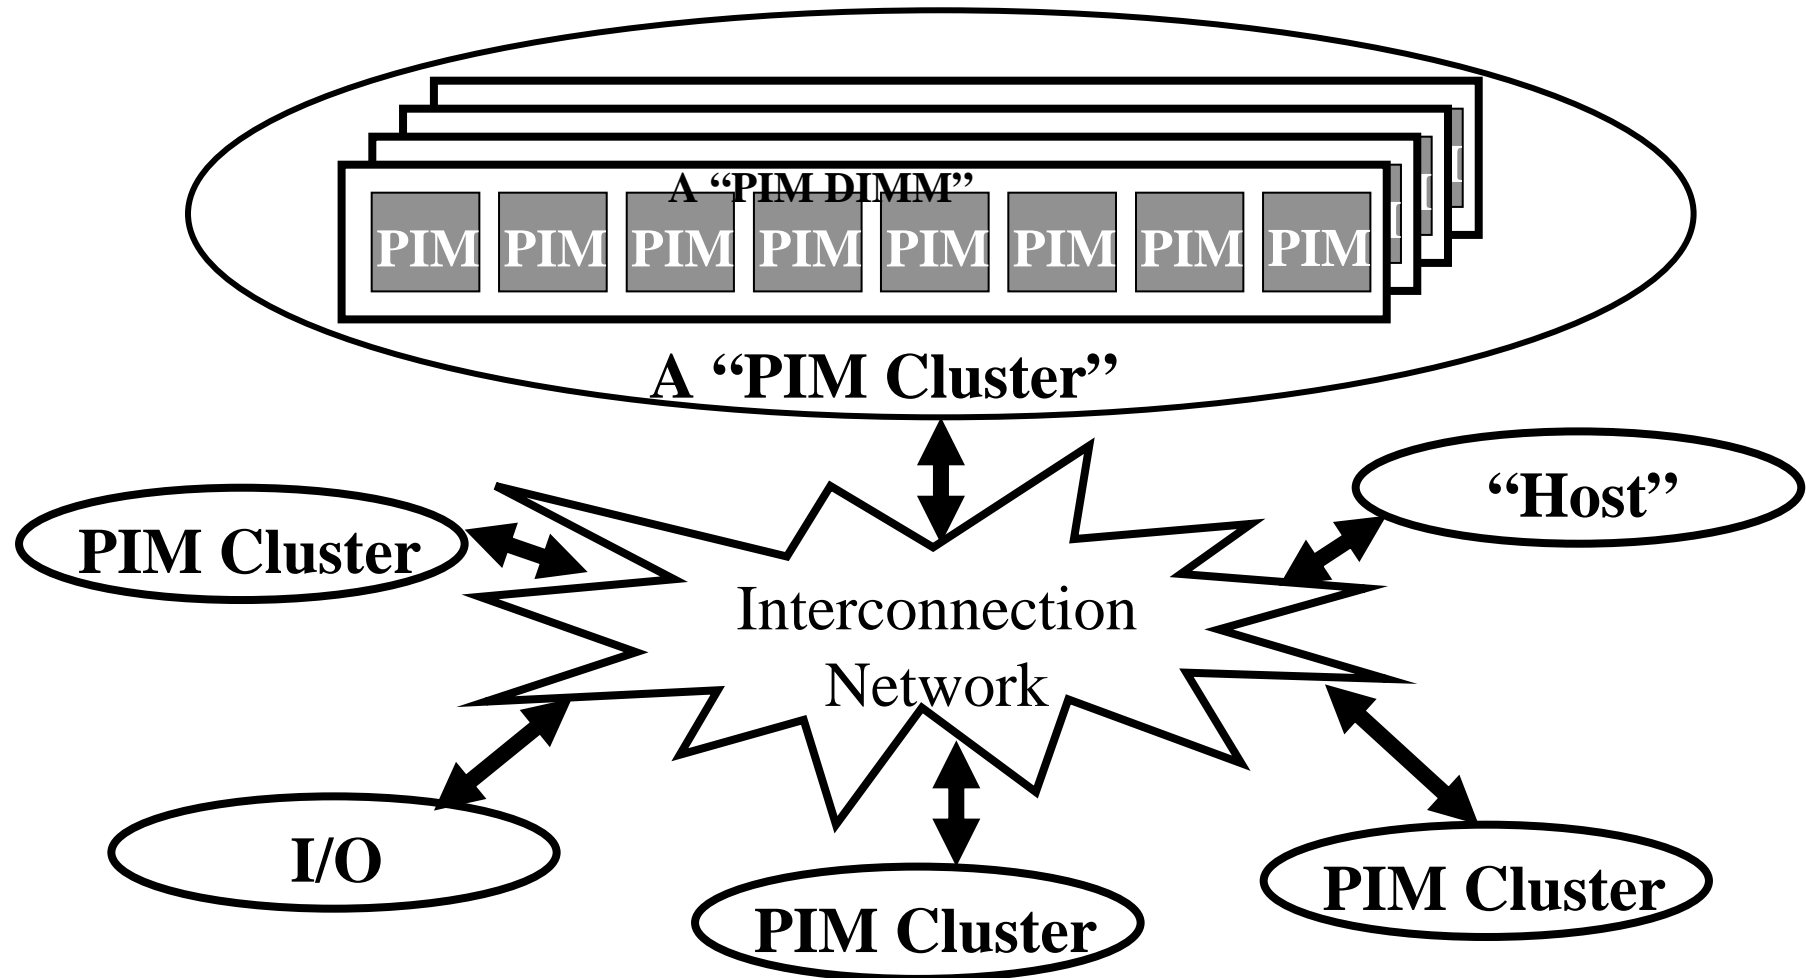 A “PIM DIMM”
PIM PIM PIM PIM PIM PIM PIM PIM
A “PIM Cluster”
“Host”
PIM Cluster
Interconnection
Network
I/O
PIM Cluster
PIM Cluster